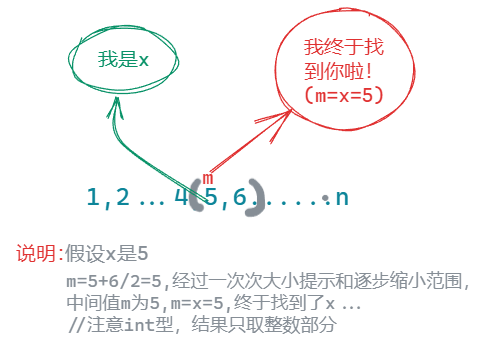 我是x
我终于找
到你啦!
(m=x=5)
m
1,2...4(5,6)......n
说明:假设x是5
m=5+6/2=5,经过一次次大小提示和逐步缩小范围,
中间值m为5,m=x=5,终于找到了x...
//注意int型，结果只取整数部分